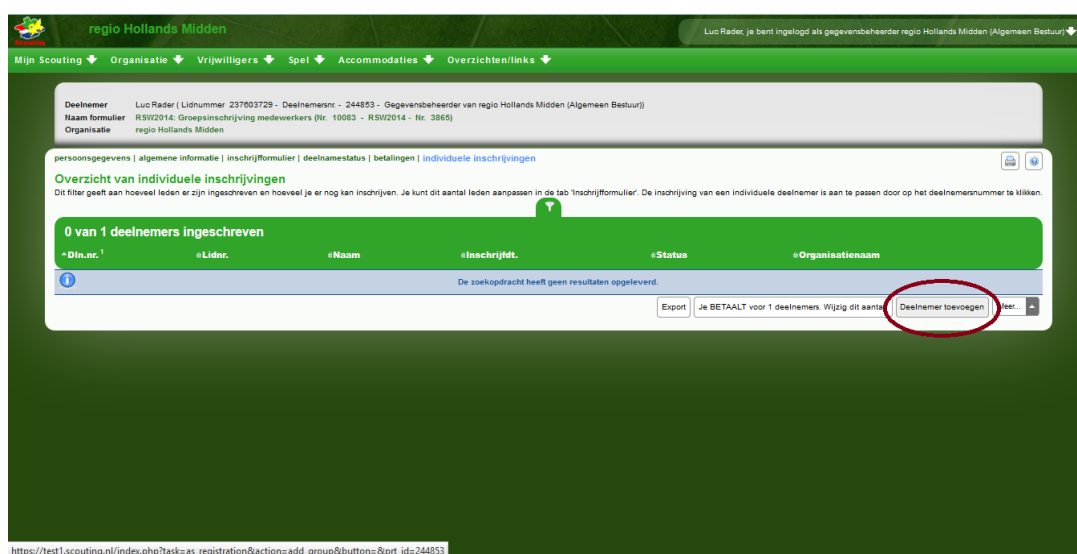 regio Hollands Midden
Luc Rader, je bent ingelogd als gegevensbeheerder regio Hollands Midden (Algemeen Bestuur)
Mijn Scouting Organisatie Vrijwilligers Spel Accommodaties Overzichten/links
Deelnemer Luc Rader ( Lidnummer 237603729 - Deelnemersnr. - 244853 - Gegevensbeheerder van regio Hollands Midden (Algemeen Bestuur))
Naam formulier RSW2014: Groepsinschrijving medewerkers (Nr. 10083 - RSW2014 - Nr. 3865)
Organisatie regio Hollands Midden
persoonsgegevens | algemene informatie | inschrijfformulier | deelnamestatus | betalingen | individuele inschrijvingen
Overzicht van individuele inschrijvingen
Dit filter geeft aan hoeveel leden er zijn ingeschreven en hoeveel je er nog kan inschrijven. Je kunt dit aantal leden aanpassen in de tab 'Inschrijfformulier'. De inschrijving van een individuele deelnemer is aan te passen door op het deelnemersnummer te klikken.
0 van 1 deelnemers ingeschreven
Dln.nr. 1 Lidnr. Naam Inschrijfdt. Status Organisatienaam
De zoekopdracht heeft geen resultaten opgeleverd.
Export Je BETAALT voor 1 deelnemers. Wijzig dit aantal Deelnemer toevoegen Meer...
https://test1.scouting.nl/index.php?task=as_registration&action=add_group&button=&prt_id=244853